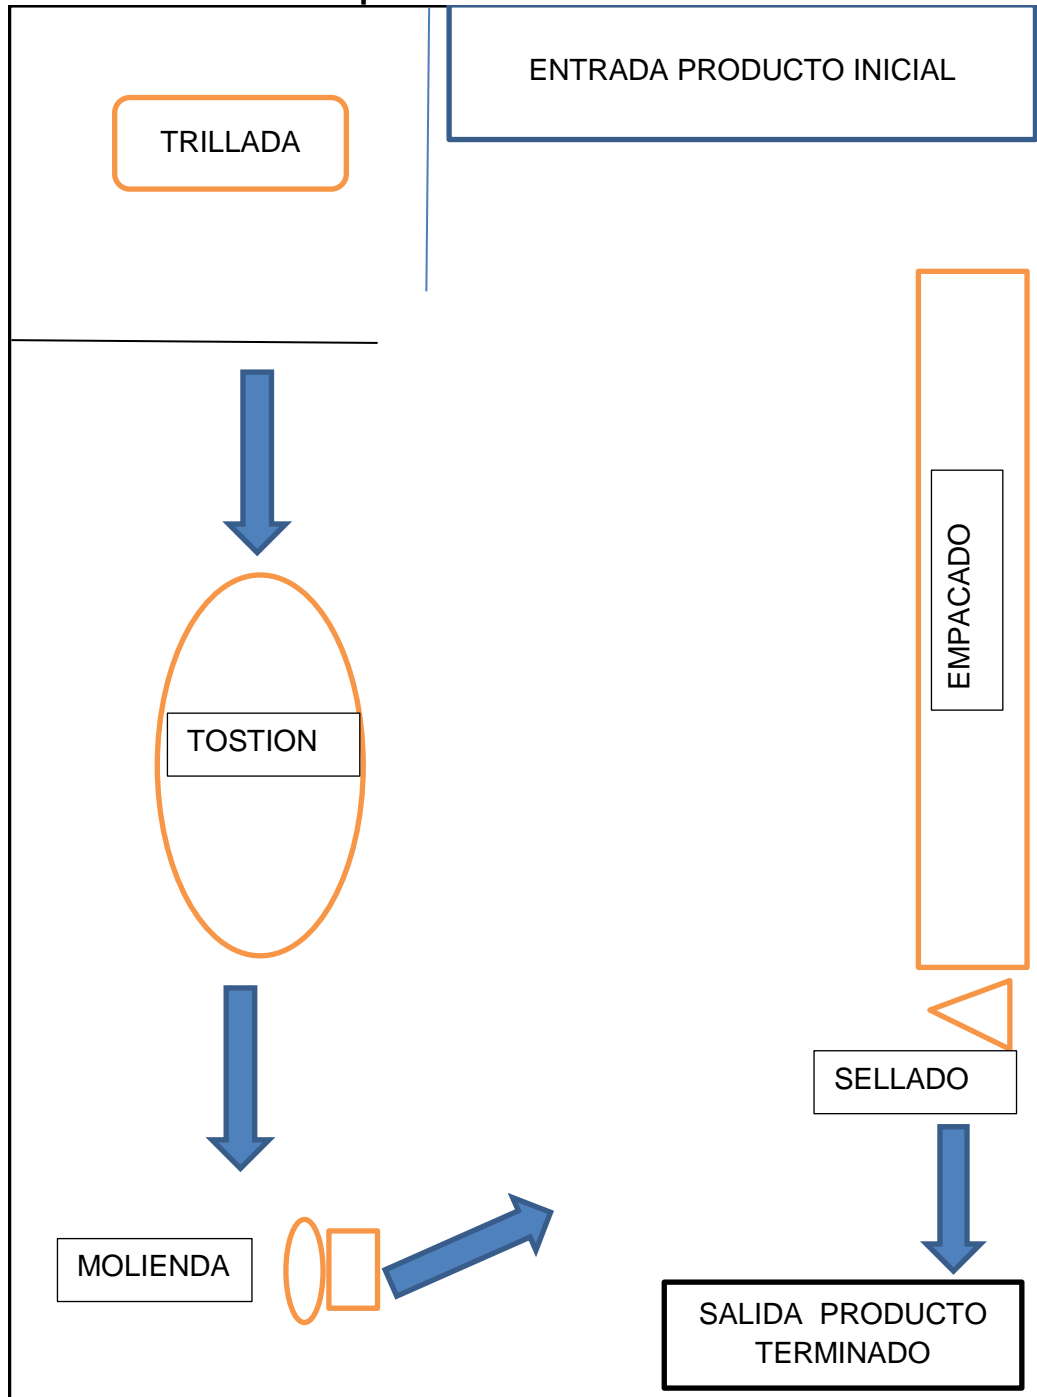 ENTRADA PRODUCTO INICIAL
TRILLADA
EMPACADO
TOSTION
SELLADO
MOLIENDA
SALIDA PRODUCTO
TERMINADO